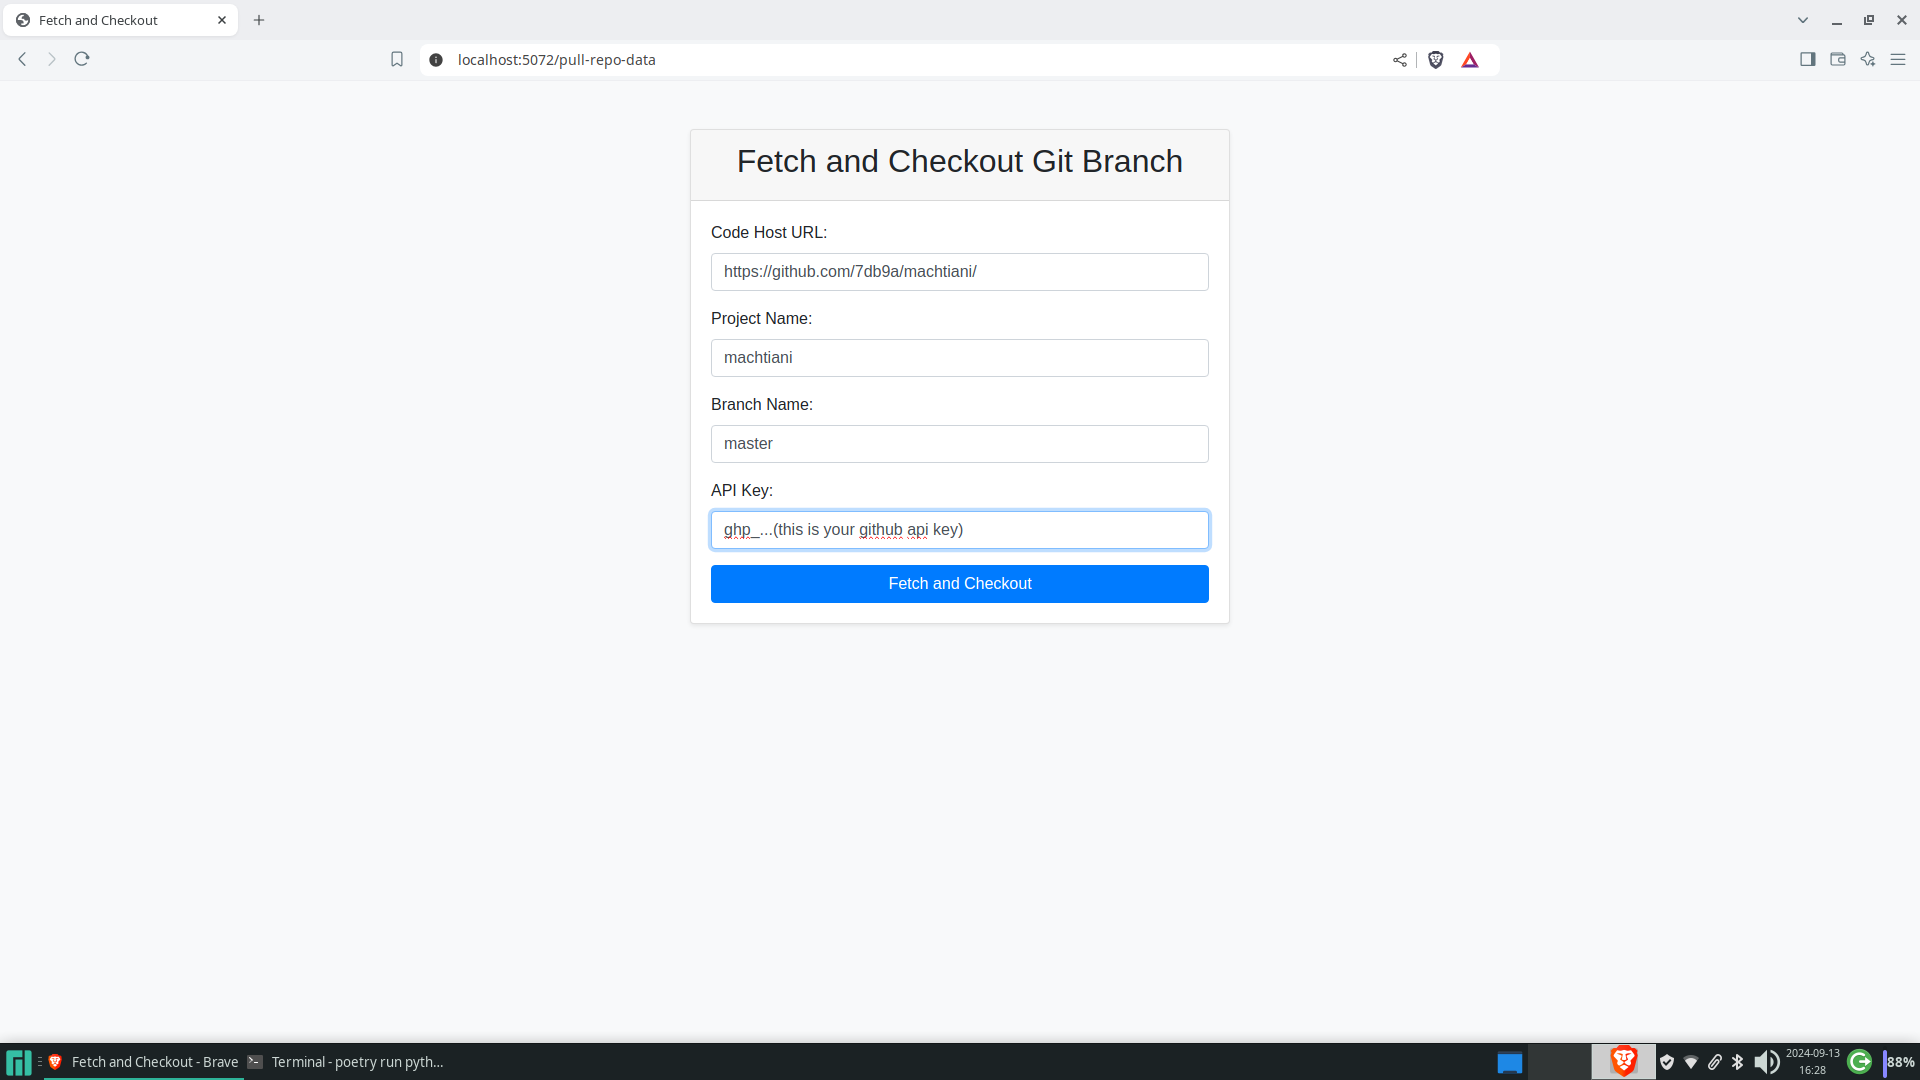 Fetch and Checkout
localhost:5072/pull-repo-data
Fetch and Checkout Git Branch
Code Host URL:
https://github.com/7db9a/machtiani/
Project Name:
machtiani
Branch Name:
master
API Key:
ghp_...(this is your github api key)
Fetch and Checkout
Fetch and Checkout - Brave
Terminal - poetry run pyth...
2024-09-13
16:28
88%